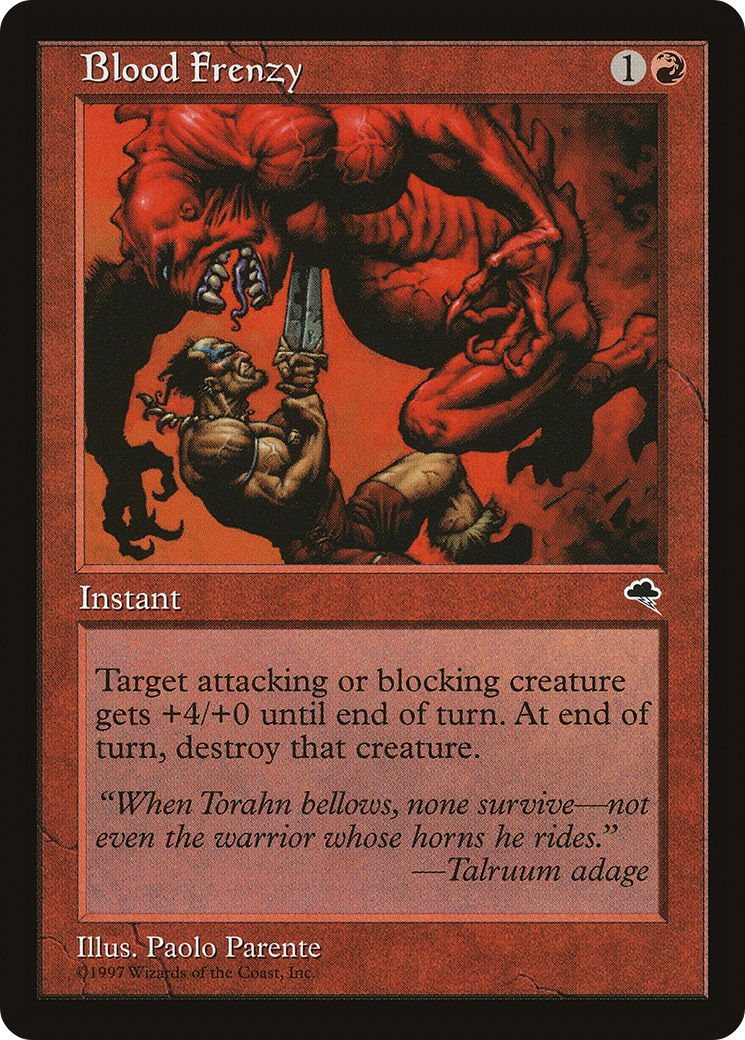 Blood Frenzy 1
Instant
Target attacking or blocking creature
gets +4/+0 until end of turn. At end of
turn, destroy that creature.
“When Torahn bellows, none survive—not
even the warrior whose horns he rides.”
—Talruum adage
Illus. Paolo Parente
©1997 Wizards of the Coast, Inc.